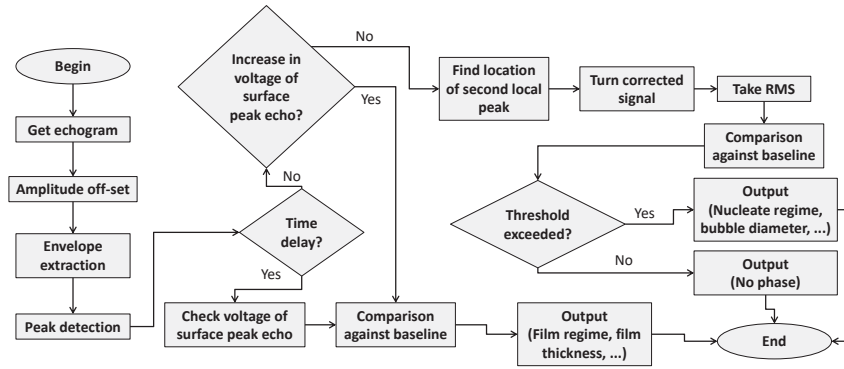 Begin
Get echogram
Amplitude off-set
Envelope
extraction
Peak detection
Time
delay?
No
Yes
Increase in
voltage of
surface
peak echo?
No
Yes
Check voltage of
surface peak echo
Comparison
against baseline
Output
(Film regime, film
thickness, ...)
Find location
of second local
peak
Turn corrected
signal
Take RMS
Comparison
against baseline
Threshold
exceeded?
Yes
No
Output
(Nucleate regime,
bubble diameter, ...)
Output
(No phase)
End